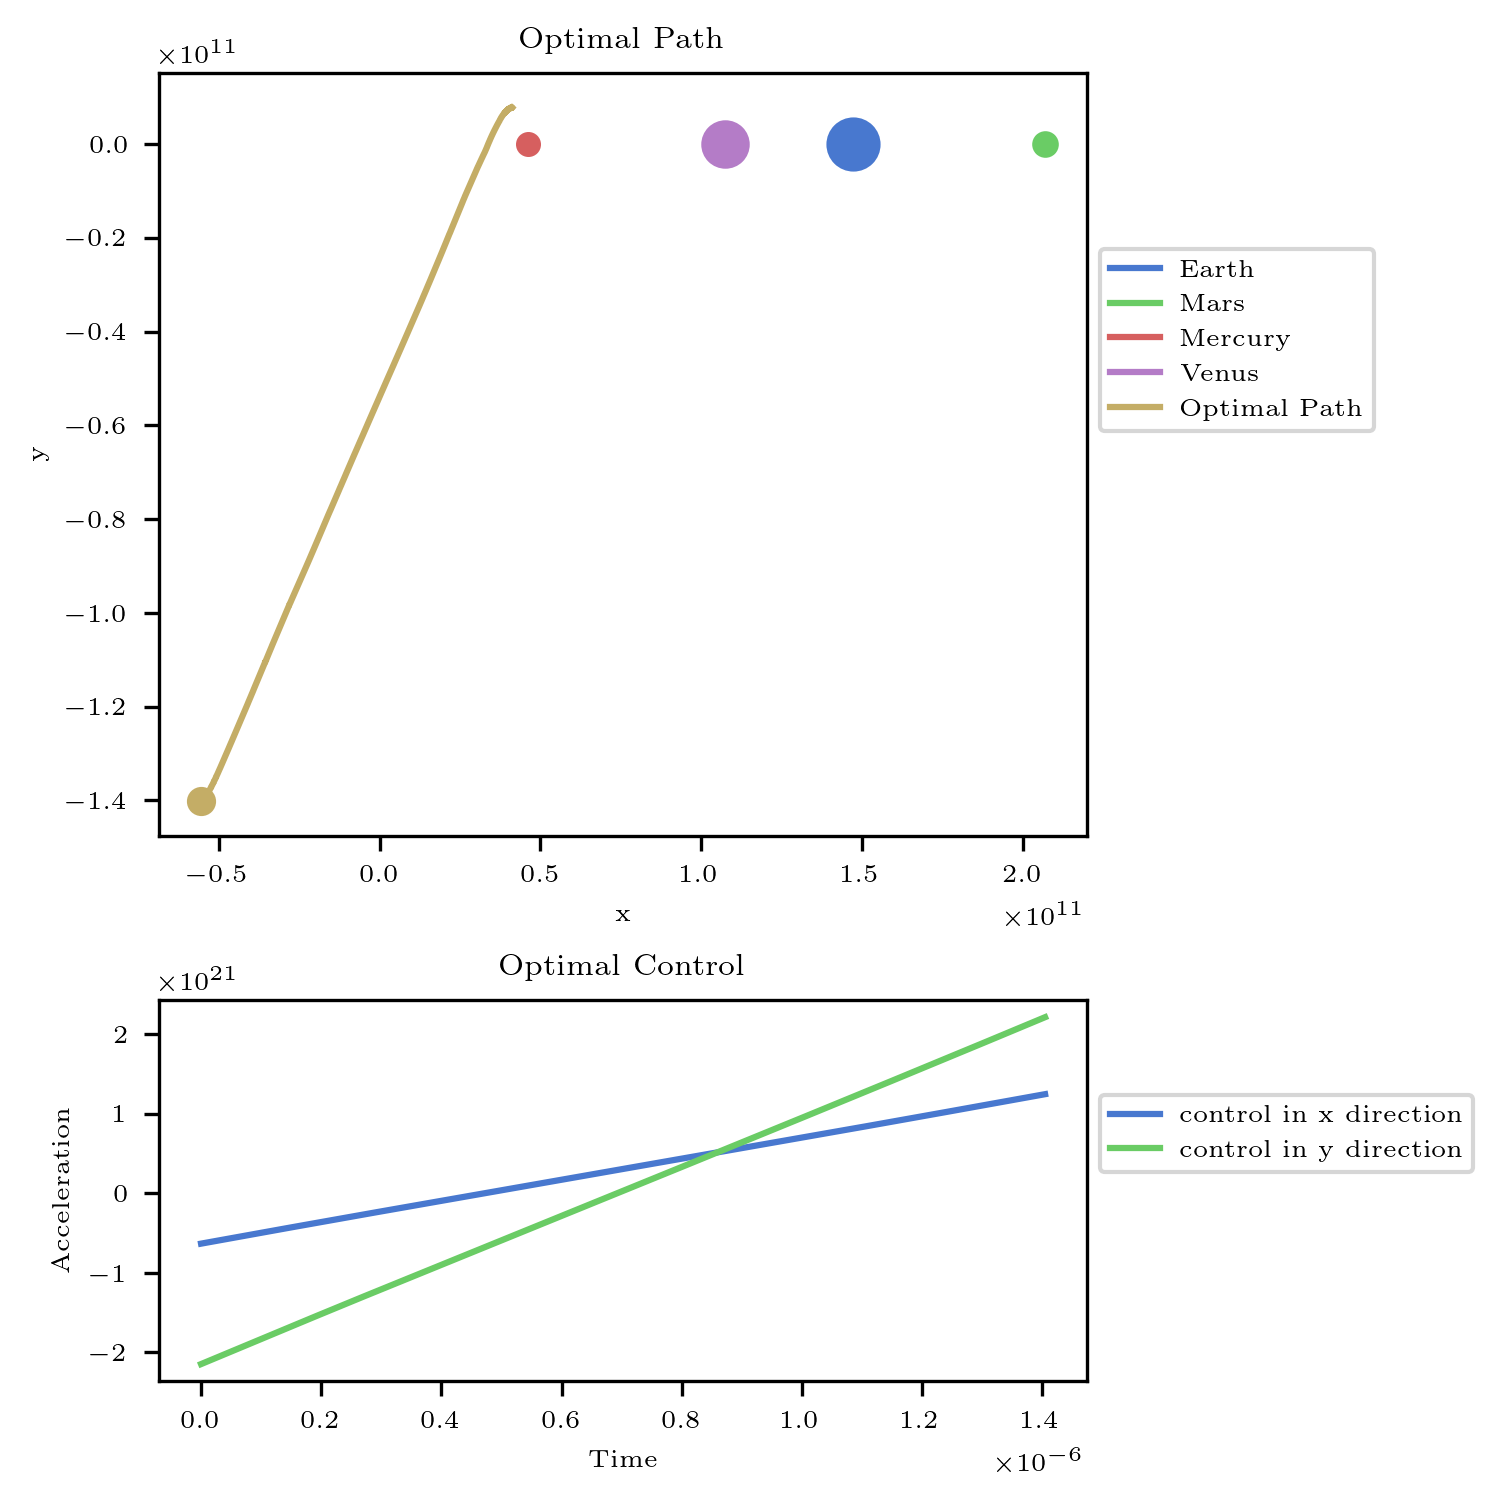 Optimal Path
×10^11
0.0
−0.2
−0.4
−0.6
−0.8
−1.0
−1.2
−1.4
y
−0.5 0.0 0.5 1.0 1.5 2.0
x
×10^11
Earth
Mars
Mercury
Venus
Optimal Path
Optimal Control
×10^21
2
1
0
−1
−2
Acceleration
0.0 0.2 0.4 0.6 0.8 1.0 1.2 1.4
Time
×10^−6
control in x direction
control in y direction